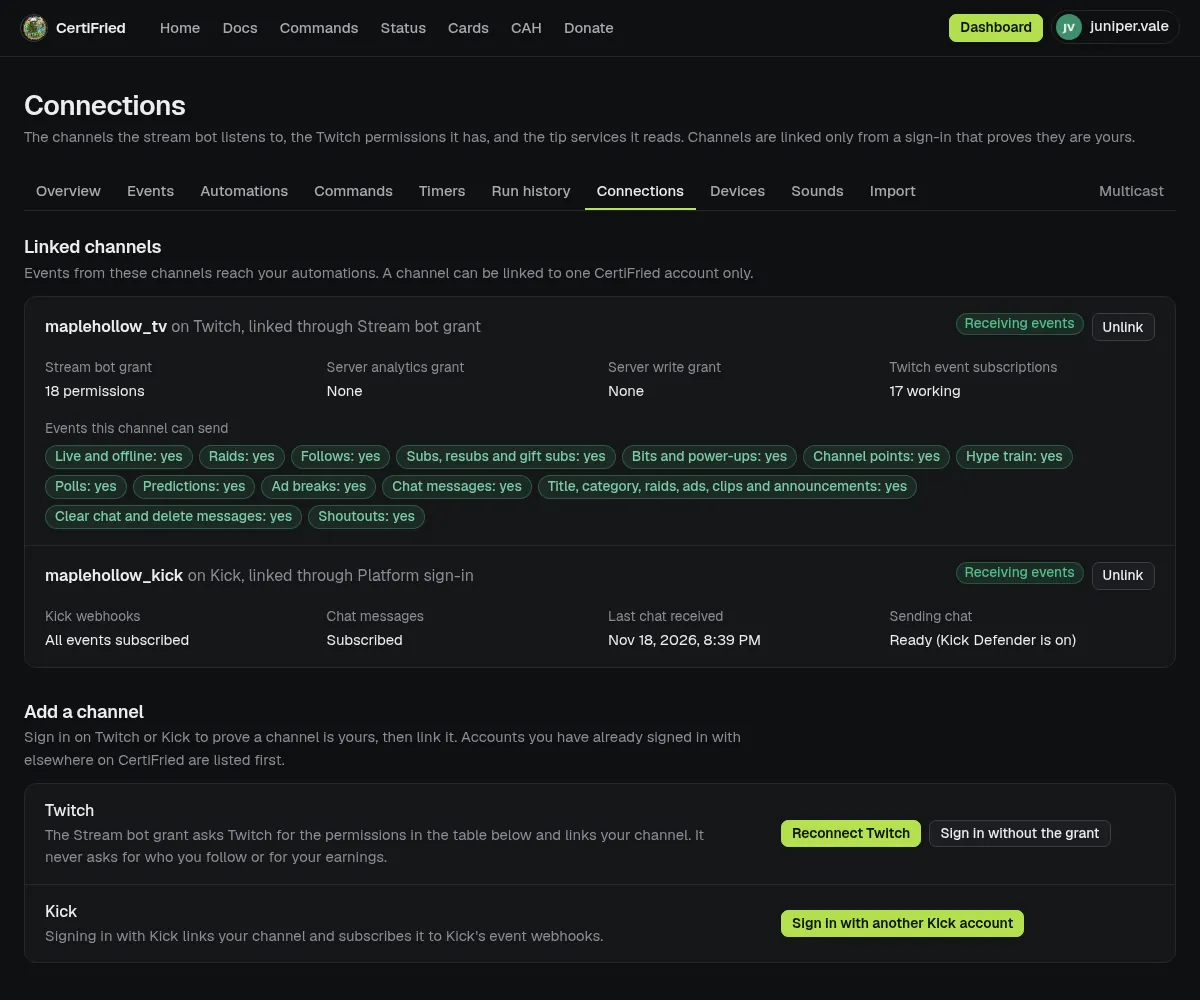 CertiFried Home Docs Commands Status Cards CAH Donate Dashboard JV juniper.vale
Connections
The channels the stream bot listens to, the Twitch permissions it has, and the tip services it reads. Channels are linked only from a sign-in that proves they are yours.
Overview Events Automations Commands Timers Run history Connections Devices Sounds Import Multicast
Linked channels
Events from these channels reach your automations. A channel can be linked to one CertiFried account only.
maplehollow_tv on Twitch, linked through Stream bot grant Receiving events Unlink
Stream bot grant Server analytics grant Server write grant Twitch event subscriptions
18 permissions None None 17 working
Events this channel can send
Live and offline: yes Raids: yes Follows: yes Subs, resubs and gift subs: yes Bits and power-ups: yes Channel points: yes Hype train: yes
Polls: yes Predictions: yes Ad breaks: yes Chat messages: yes Title, category, raids, ads, clips and announcements: yes
Clear chat and delete messages: yes Shoutouts: yes
maplehollow_kick on Kick, linked through Platform sign-in Receiving events Unlink
Kick webhooks Chat messages Last chat received Sending chat
All events subscribed Subscribed Nov 18, 2026, 8:39 PM Ready (Kick Defender is on)
Add a channel
Sign in on Twitch or Kick to prove a channel is yours, then link it. Accounts you have already signed in with
elsewhere on CertiFried are listed first.
Twitch
The Stream bot grant asks Twitch for the permissions in the table below and links your channel. It
never asks for who you follow or for your earnings.
Reconnect Twitch Sign in without the grant
Kick
Signing in with Kick links your channel and subscribes it to Kick's event webhooks.
Sign in with another Kick account